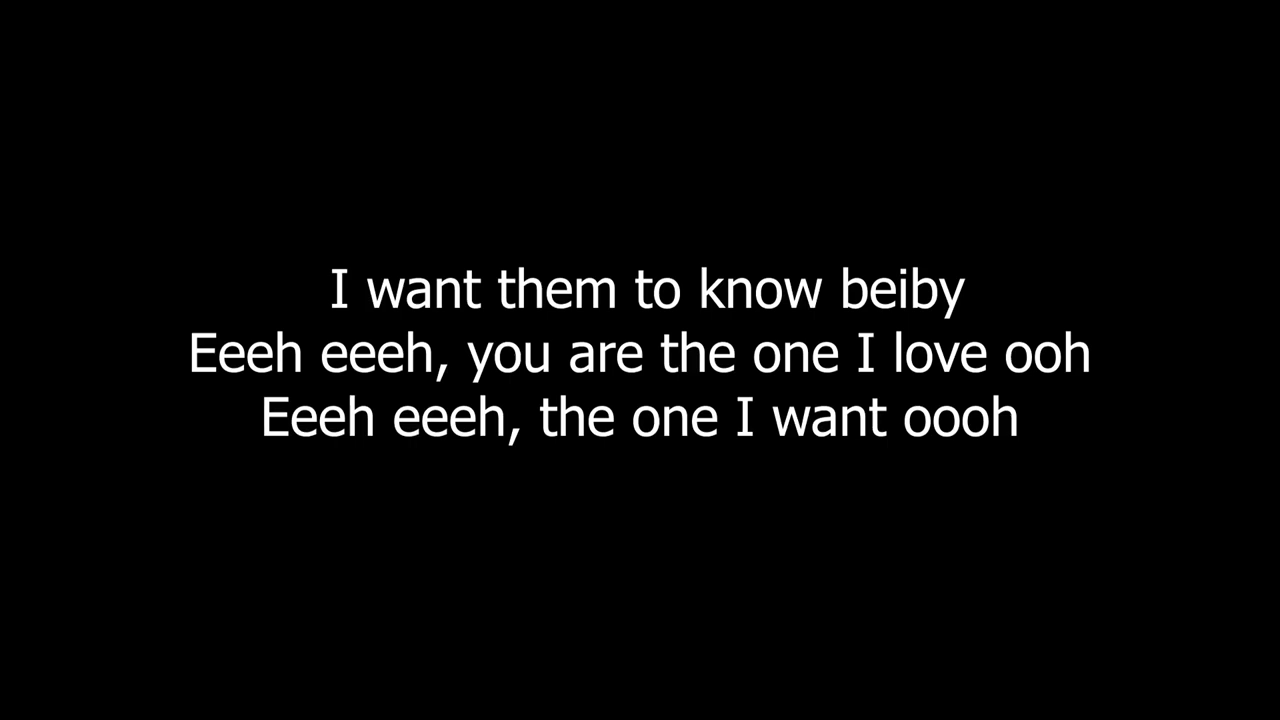 I want them to know beiby
Eeeh eeeh, you are the one I love ooh
Eeeh eeeh, the one I want oooh